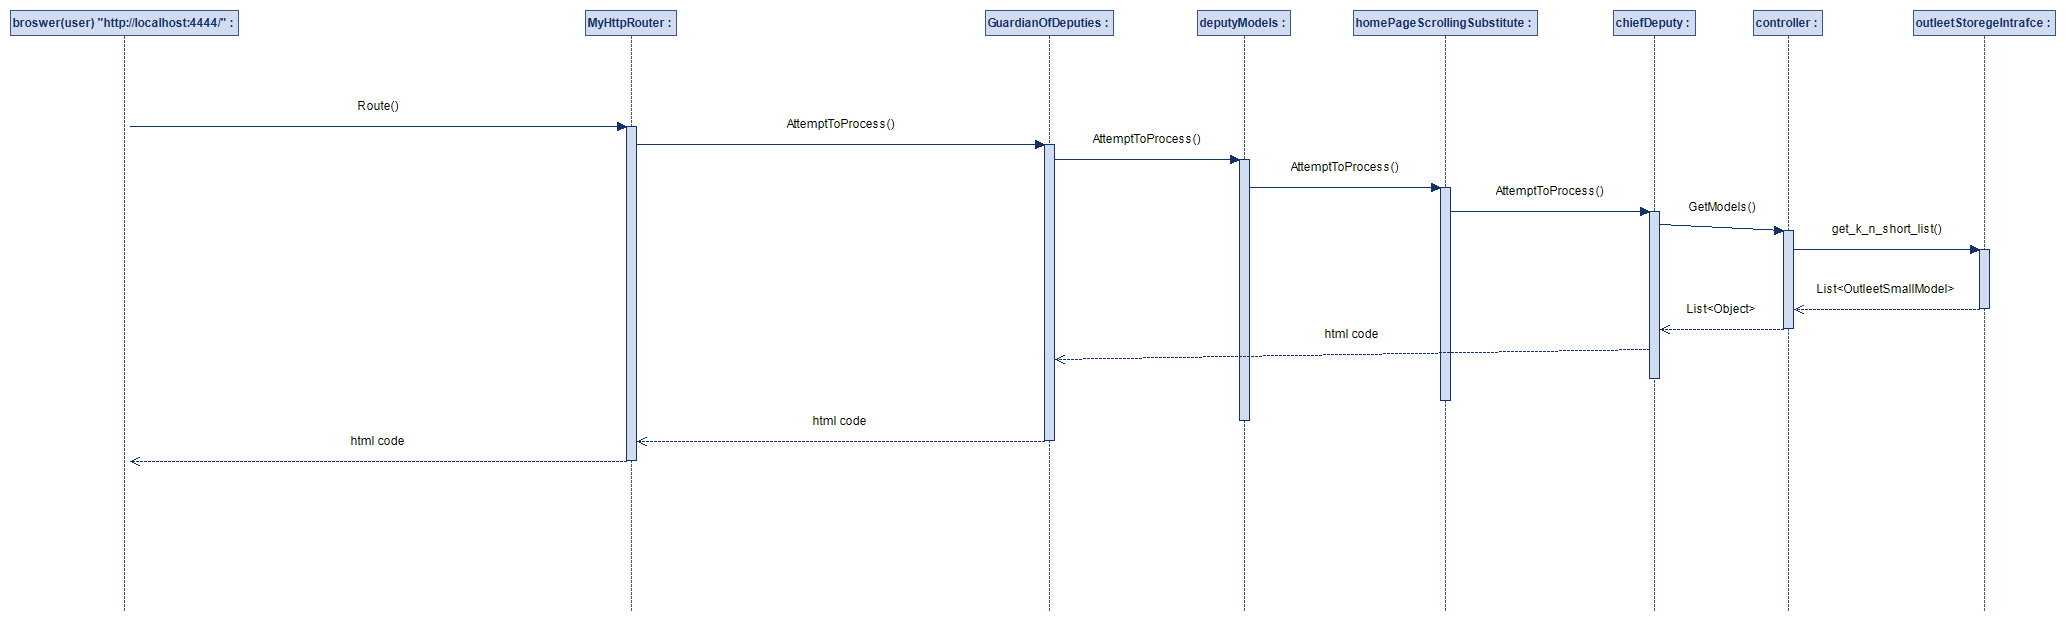 broswer(user) "http://localhost:4444/" :
MyHttpRouter :
GuardianOfDeputies :
deputyModels :
homePageScrollingSubstitute :
chiefDeputy :
controller :
outleetStoregeIntrafce :
Route()
AttemptToProcess()
AttemptToProcess()
AttemptToProcess()
AttemptToProcess()
GetModels()
get_k_n_short_list()
List<OutleetSmallModel>
List<Object>
html code
html code
html code